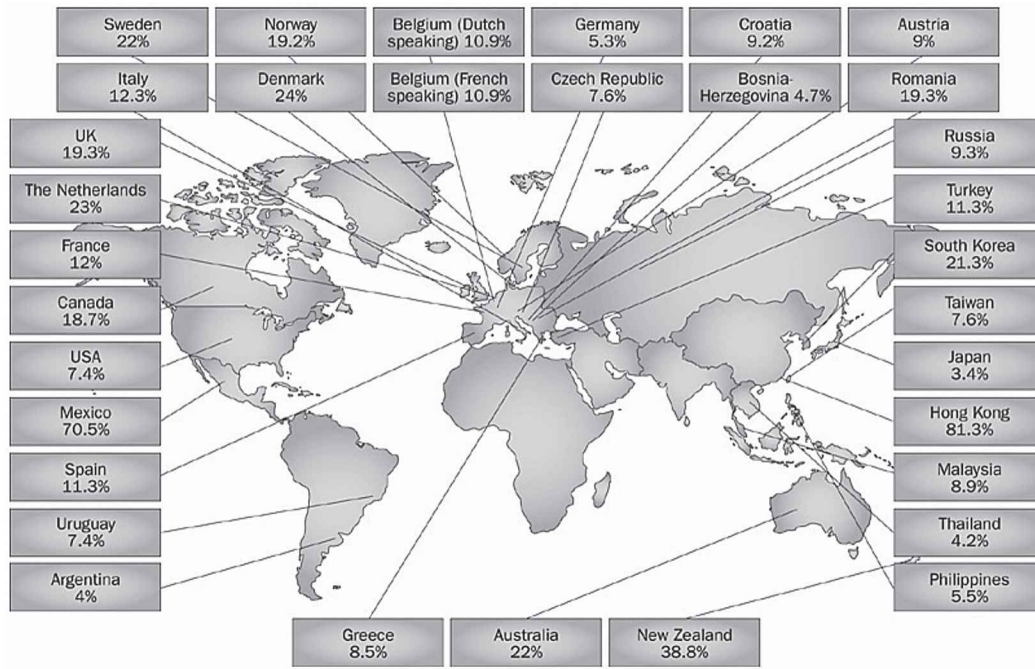 Sweden
22%
Norway
19.2%
Belgium (Dutch
speaking) 10.9%
Germany
5.3%
Croatia
9.2%
Austria
9%
Italy
12.3%
Denmark
24%
Belgium (French
speaking) 10.9%
Czech Republic
7.6%
Bosnia-
Herzegovina 4.7%
Romania
19.3%
UK
19.3%
Russia
9.3%
The Netherlands
23%
Turkey
11.3%
France
12%
South Korea
21.3%
Canada
18.7%
Taiwan
7.6%
USA
7.4%
Japan
3.4%
Mexico
70.5%
Hong Kong
81.3%
Spain
11.3%
Malaysia
8.9%
Uruguay
7.4%
Thailand
4.2%
Argentina
4%
Philippines
5.5%
Greece
8.5%
Australia
22%
New Zealand
38.8%